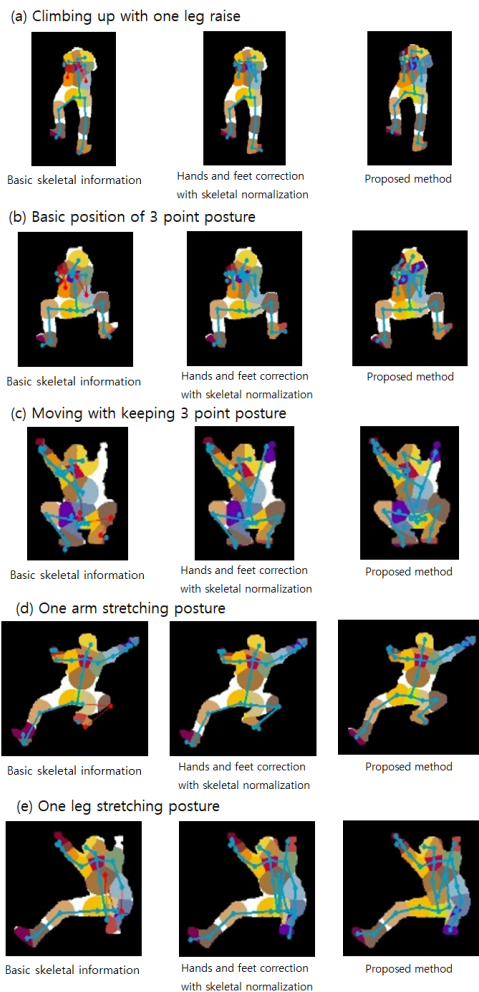 (a) Climbing up with one leg raise
Basic skeletal information
Hands and feet correction
with skeletal normalization
Proposed method
(b) Basic position of 3 point posture
Basic skeletal information
Hands and feet correction
with skeletal normalization
Proposed method
(c) Moving with keeping 3 point posture
Basic skeletal information
Hands and feet correction
with skeletal normalization
Proposed method
(d) One arm stretching posture
Basic skeletal information
Hands and feet correction
with skeletal normalization
Proposed method
(e) One leg stretching posture
Basic skeletal information
Hands and feet correction
with skeletal normalization
Proposed method